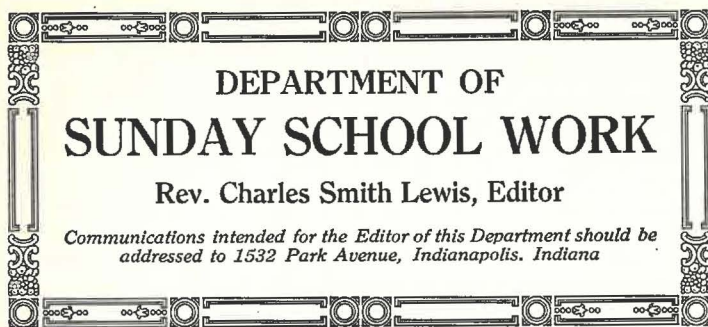 DEPARTMENT OF
SUNDAY SCHOOL WORK
Rev. Charles Smith Lewis, Editor
Communications intended for the Editor of this Department should be
addressed to 1532 Park Avenue, Indianapolis. Indiana